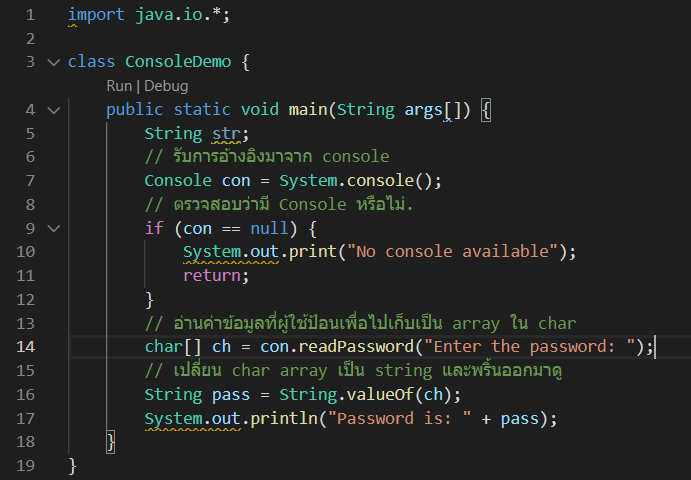 1 import java.io.*;
2
3 class ConsoleDemo {
Run | Debug
4 public static void main(String args[]) {
5 String str;
6 // รับการอ้างอิงมาจาก console
7 Console con = System.console();
8 // ตรวจสอบว่ามี Console หรือไม่.
9 if (con == null) {
10 System.out.print("No console available");
11 return;
12 }
13 // อ่านค่าข้อมูลที่ผู้ใช้ป้อนเพื่อไปเก็บเป็น array ใน char
14 char[] ch = con.readPassword("Enter the password: ");
15 // เปลี่ยน char array เป็น string และพริ้นออกมาดู
16 String pass = String.valueOf(ch);
17 System.out.println("Password is: " + pass);
18 }
19 }